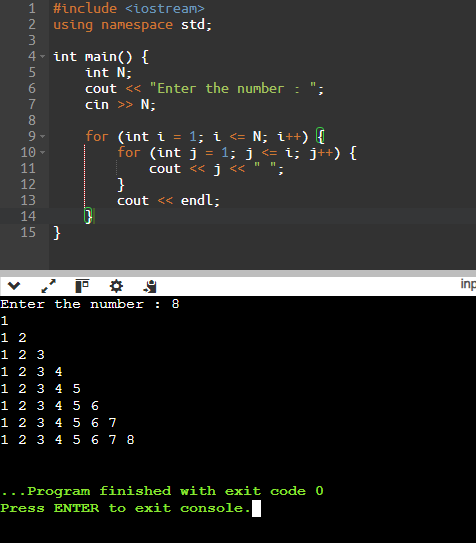 1 #include <iostream>
2 using namespace std;
3
4 int main() {
5     int N;
6     cout << "Enter the number : ";
7     cin >> N;
8
9     for (int i = 1; i <= N; i++) {
10         for (int j = 1; j <= i; j++) {
11             cout << j << " ";
12         }
13         cout << endl;
14     }
15 }
inp
Enter the number : 8
1
1 2
1 2 3
1 2 3 4
1 2 3 4 5
1 2 3 4 5 6
1 2 3 4 5 6 7
1 2 3 4 5 6 7 8
...Program finished with exit code 0
Press ENTER to exit console.